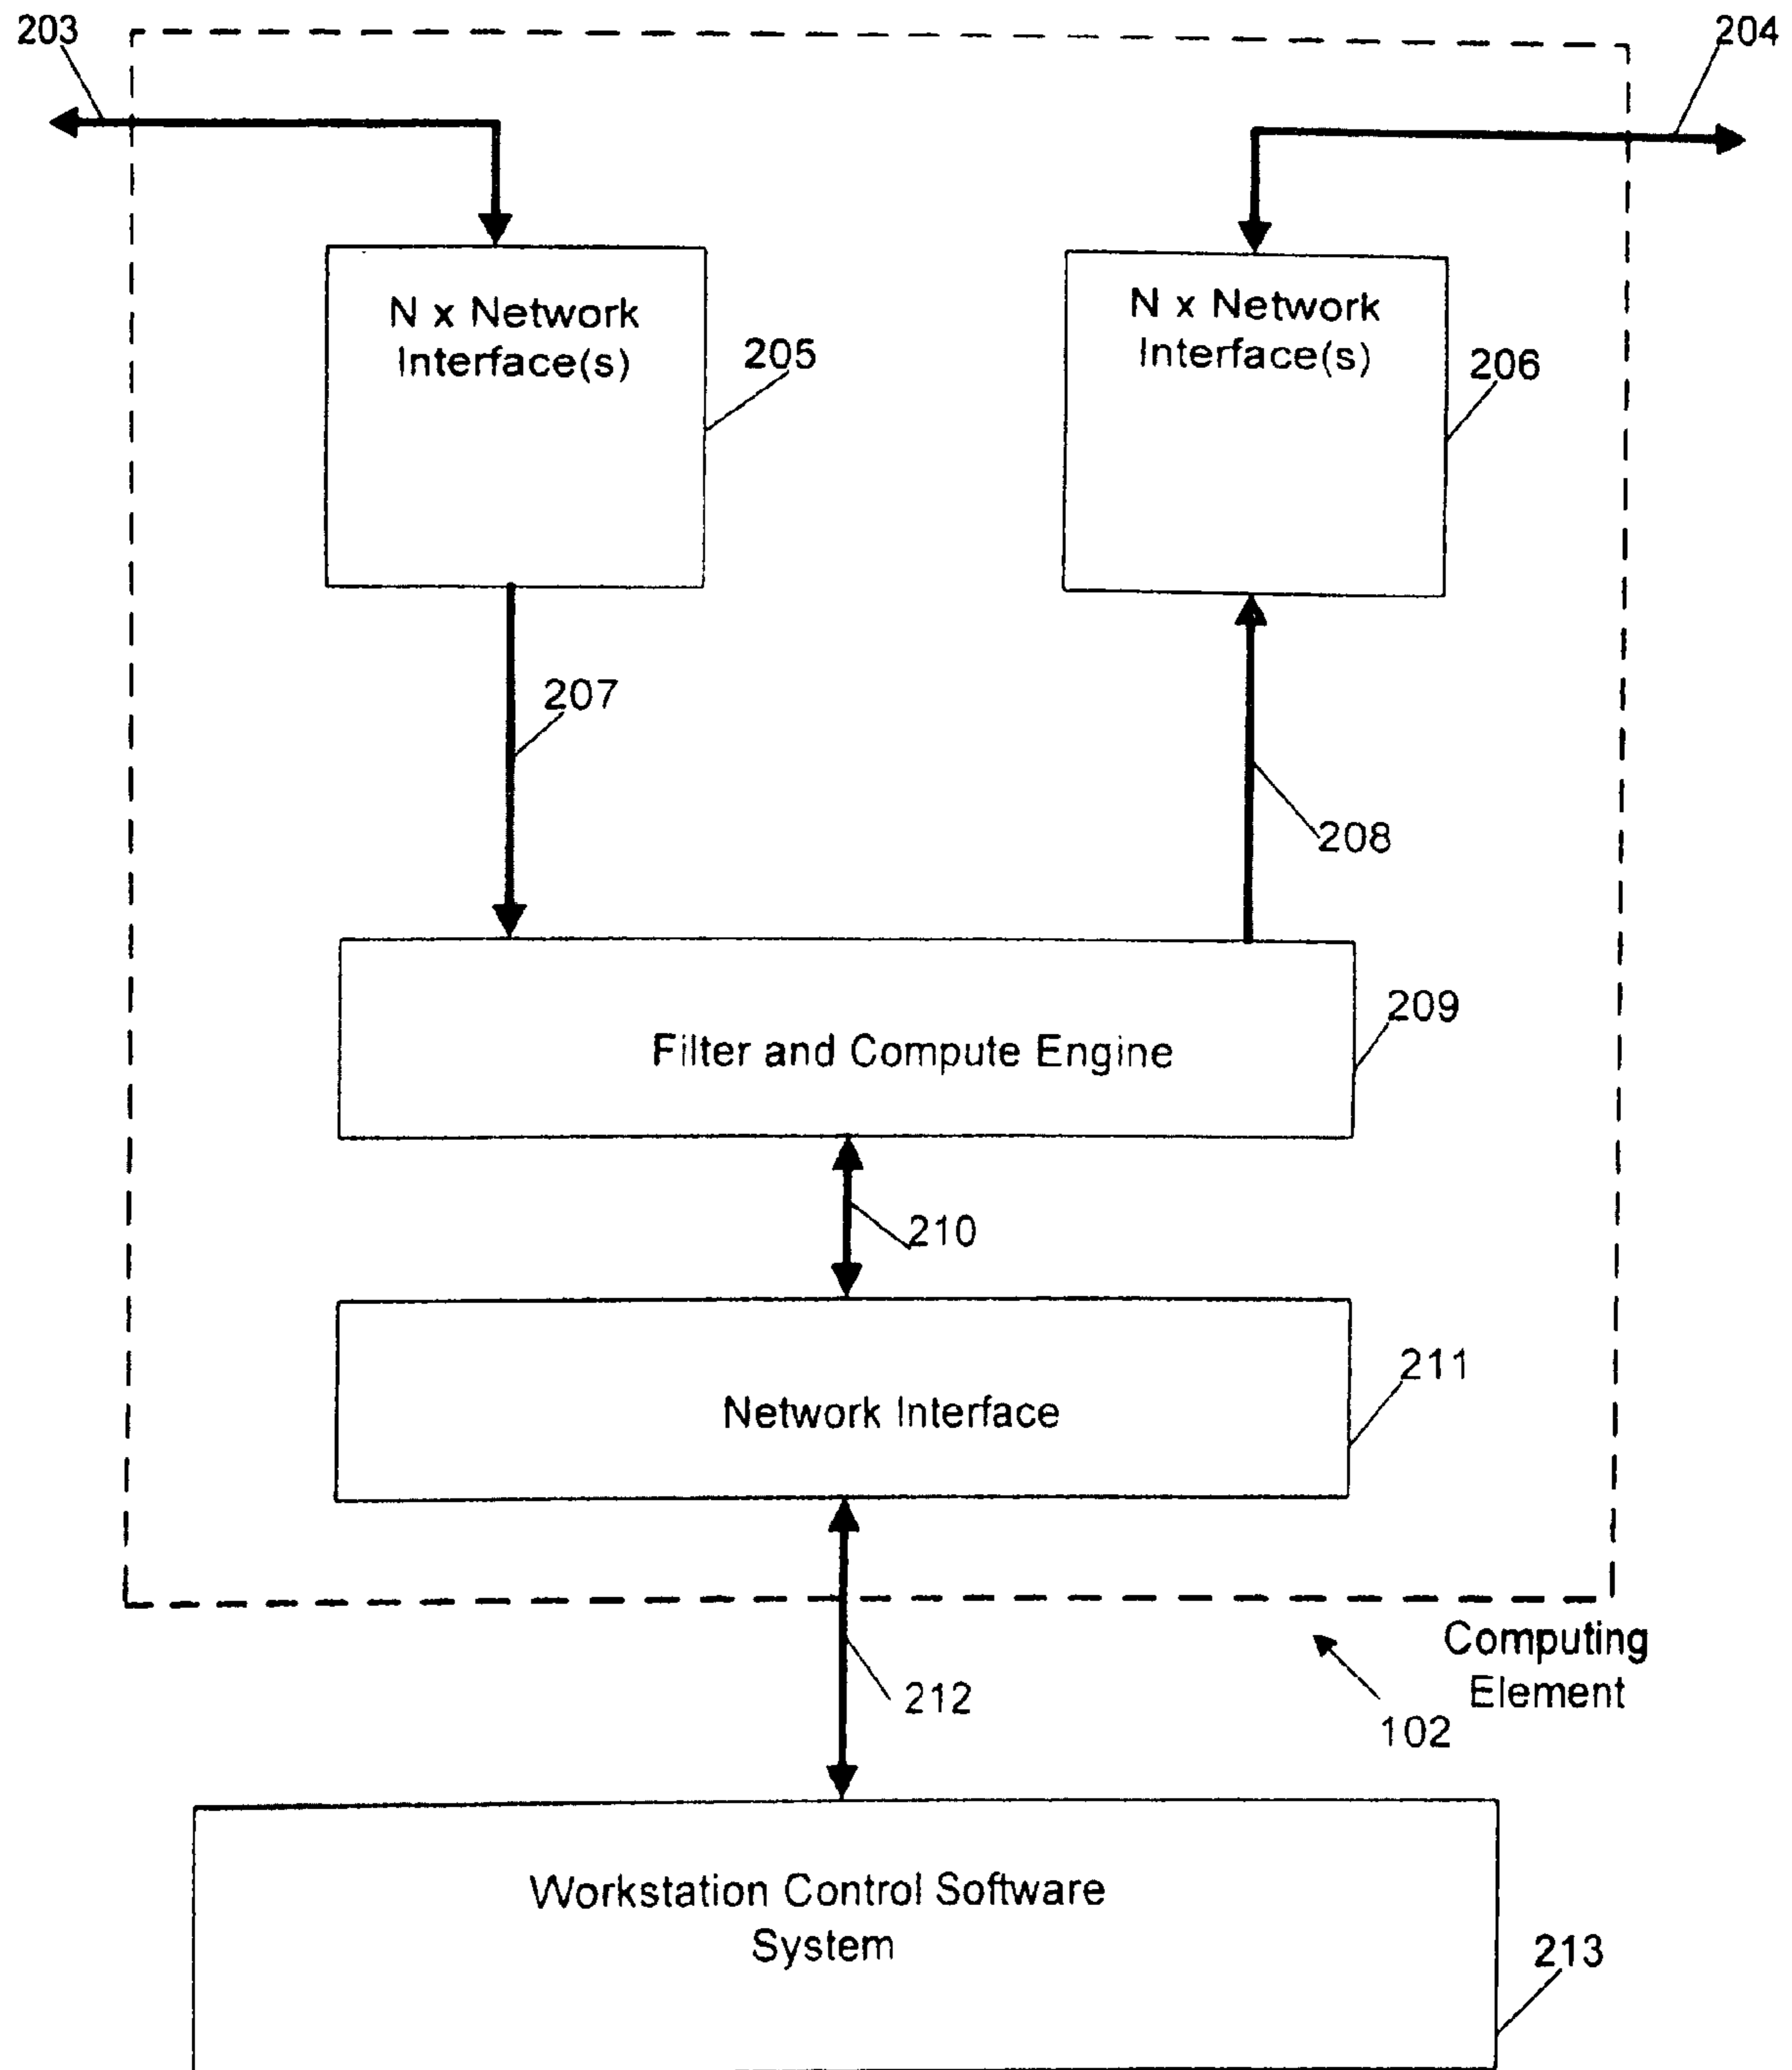 203
204
N x Network
Interface(s)
205
N x Network
Interface(s)
206
207
208
Filter and Compute Engine
209
210
Network Interface
211
Computing
Element
102
212
Workstation Control Software
System
213